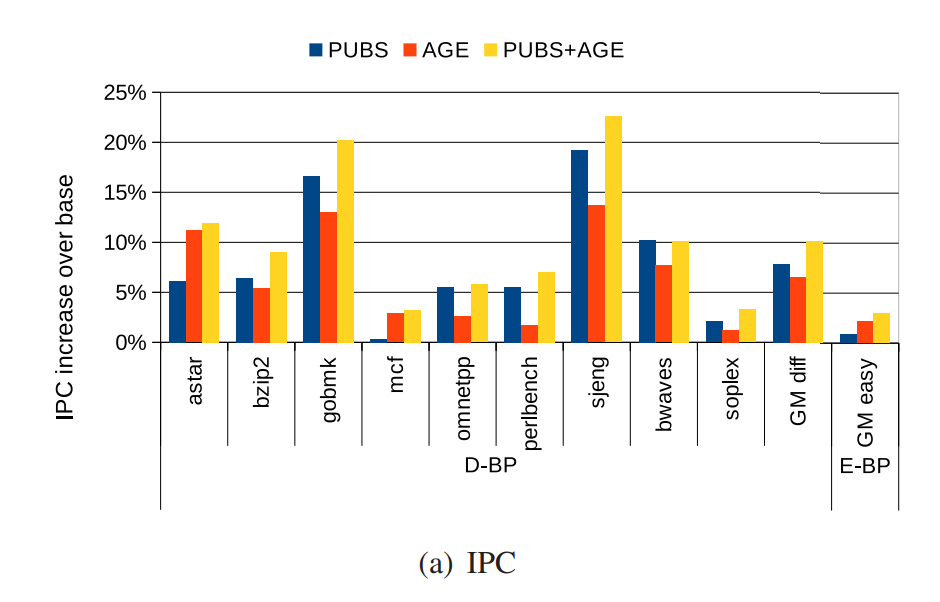 PUBS AGE PUBS+AGE
IPC increase over base
25%
20%
15%
10%
5%
0%
astar
bzip2
gobmk
mcf
omnetpp
perlbench
sjeng
bwaves
soplex
GM diff
GM easy
D-BP
E-BP
(a) IPC